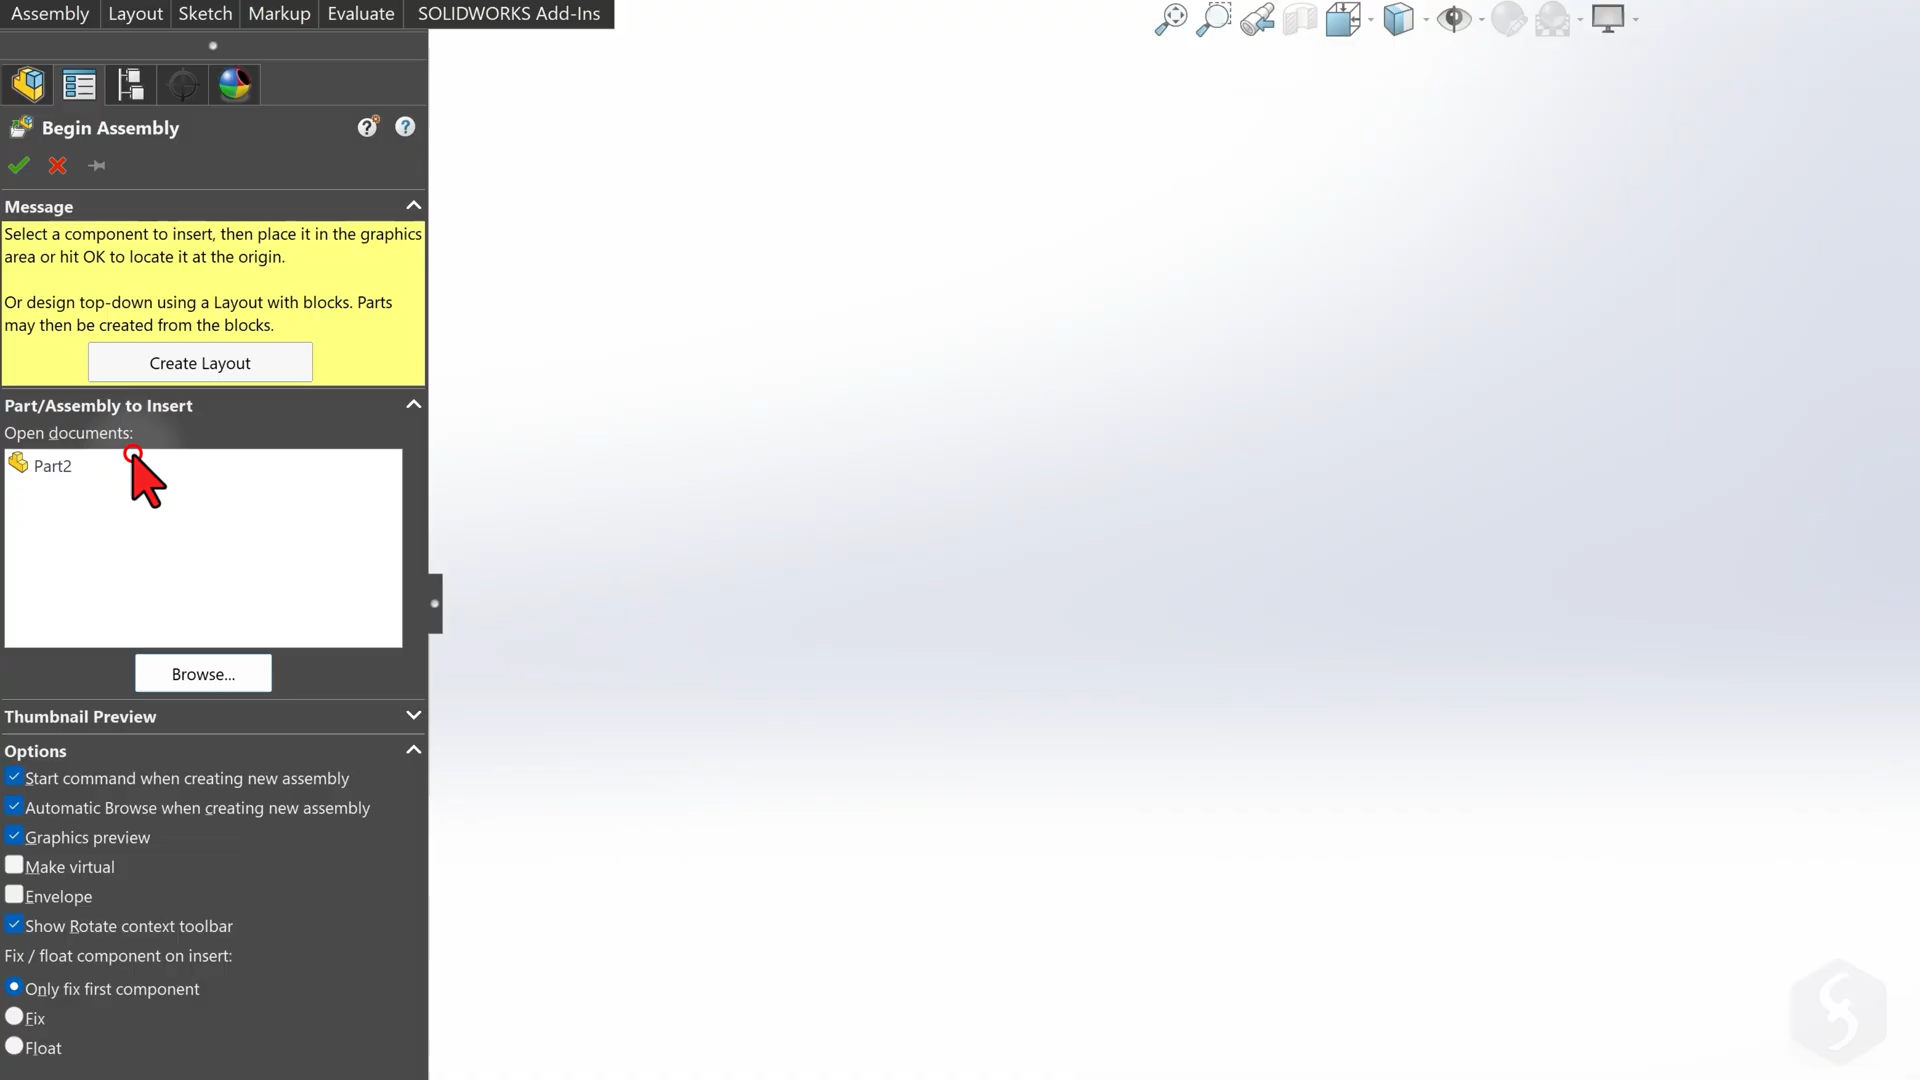 Assembly Layout Sketch Markup Evaluate SOLIDWORKS Add-Ins
Begin Assembly
Message
Select a component to insert, then place it in the graphics
area or hit OK to locate it at the origin.
Or design top-down using a Layout with blocks. Parts
may then be created from the blocks.
Create Layout
Part/Assembly to Insert
Open documents:
Part2
Browse...
Thumbnail Preview
Options
Start command when creating new assembly
Automatic Browse when creating new assembly
Graphics preview
Make virtual
Envelope
Show Rotate context toolbar
Fix / float component on insert:
Only fix first component
Fix
Float